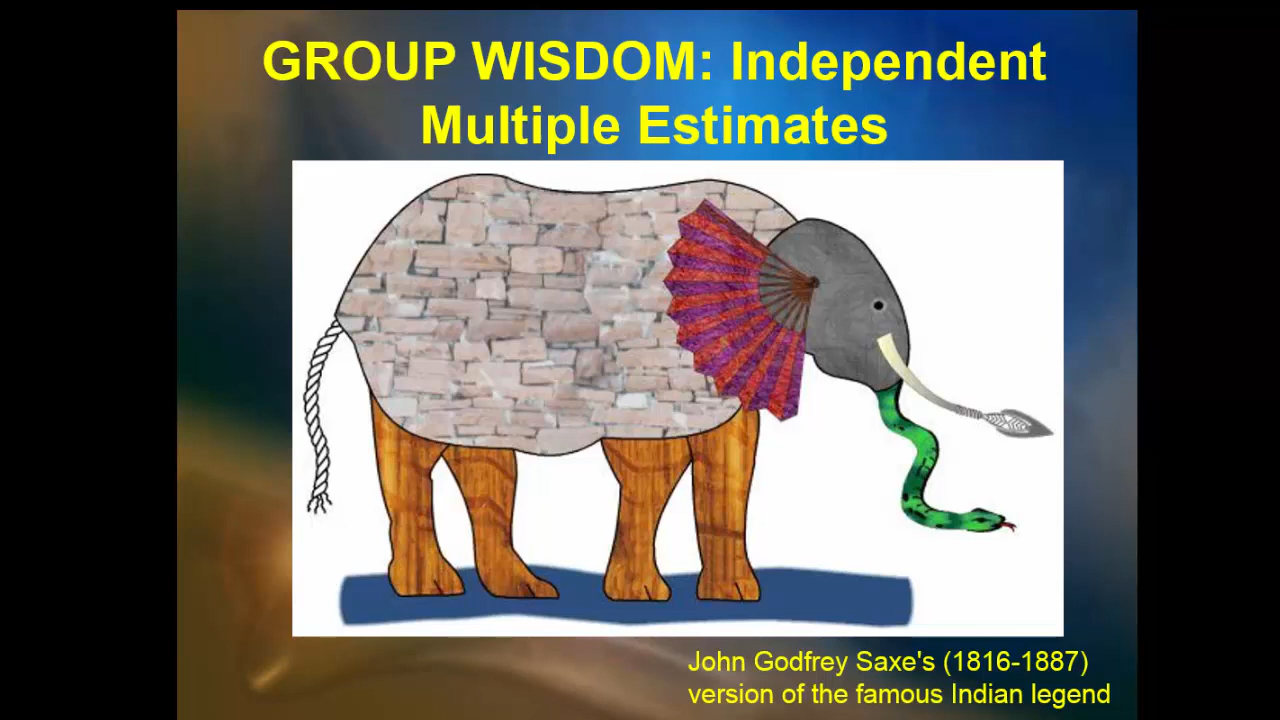 GROUP WISDOM: Independent
Multiple Estimates
John Godfrey Saxe's (1816-1887)
version of the famous Indian legend